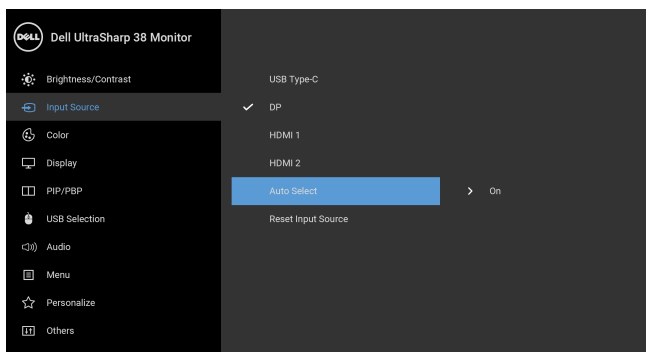 DELL Dell UltraSharp 38 Monitor
Brightness/Contrast
Input Source
Color
Display
PIP/PBP
USB Selection
Audio
Menu
Personalize
Others
USB Type-C
DP
HDMI 1
HDMI 2
Auto Select On
Reset Input Source